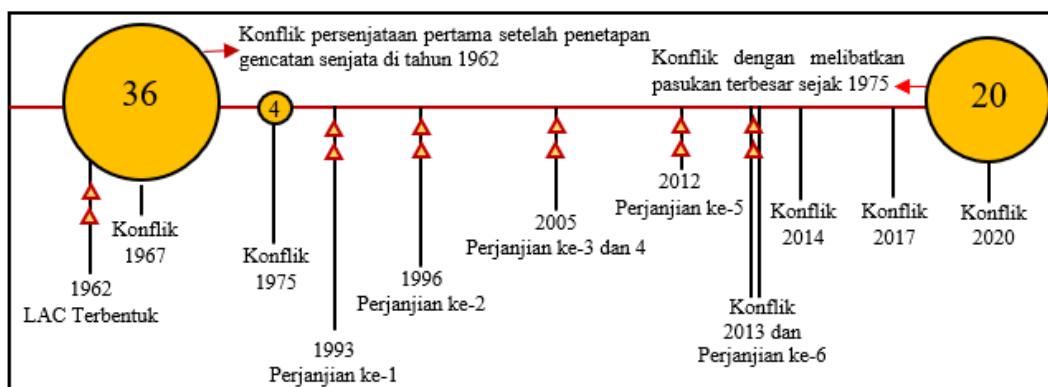 Konflik persenjataan pertama setelah penetapan
gencatan senjata di tahun 1962
Konflik dengan melibatkan
pasukan terbesar sejak 1975
36
4
20
Konflik
1967
1962
LAC Terbentuk
Konflik
1975
1993
Perjanjian ke-1
1996
Perjanjian ke-2
2005
Perjanjian ke-3 dan 4
2012
Perjanjian ke-5
Konflik
2013 dan
Perjanjian ke-6
Konflik
2014
Konflik
2017
Konflik
2020